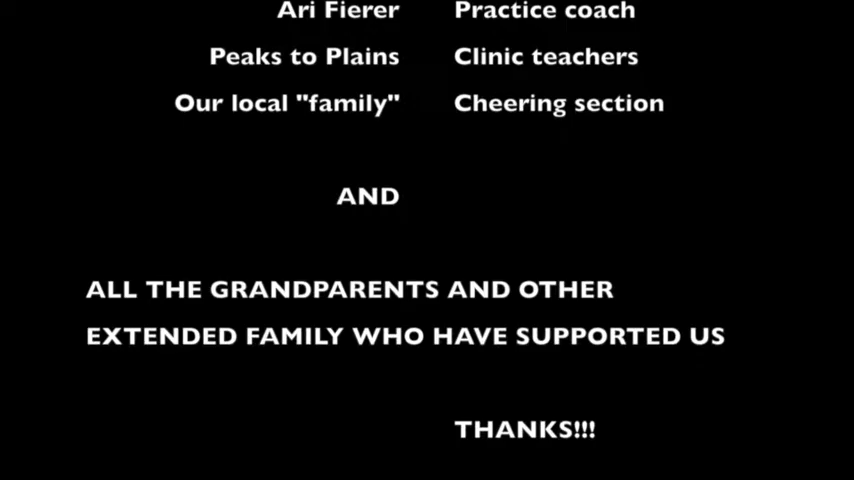 Ari Fierer Practice coach
Peaks to Plains Clinic teachers
Our local "family" Cheering section
AND
ALL THE GRANDPARENTS AND OTHER
EXTENDED FAMILY WHO HAVE SUPPORTED US
THANKS!!!